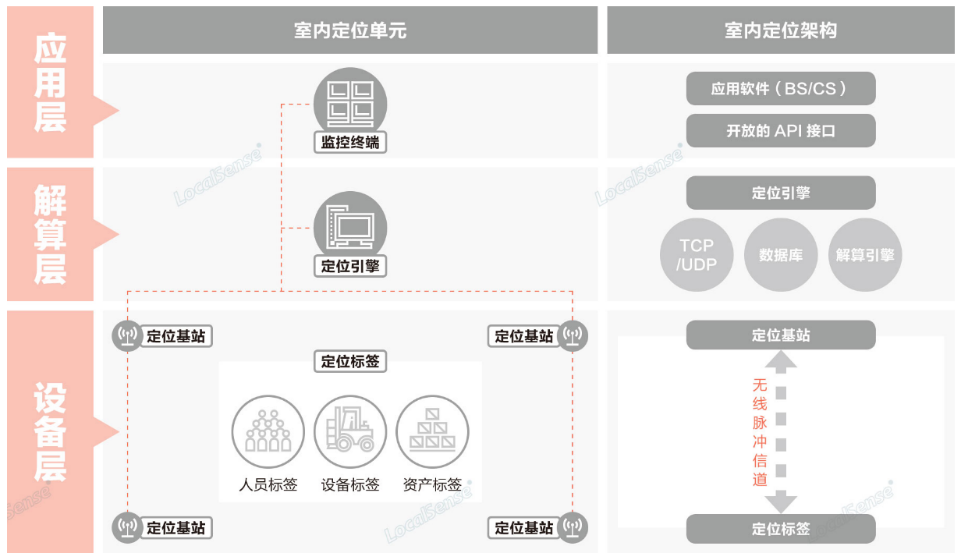 室内定位单元
室内定位架构
应用层
监控终端
应用软件（BS/CS）
开放的 API 接口
LocalSense
LocalSense
解算层
定位引擎
定位引擎
TCP
/UDP
数据库
解算引擎
设备层
定位基站
定位基站
定位标签
人员标签
设备标签
资产标签
定位基站
定位基站
定位基站
无线脉冲信道
定位标签
LocalSense
LocalSense